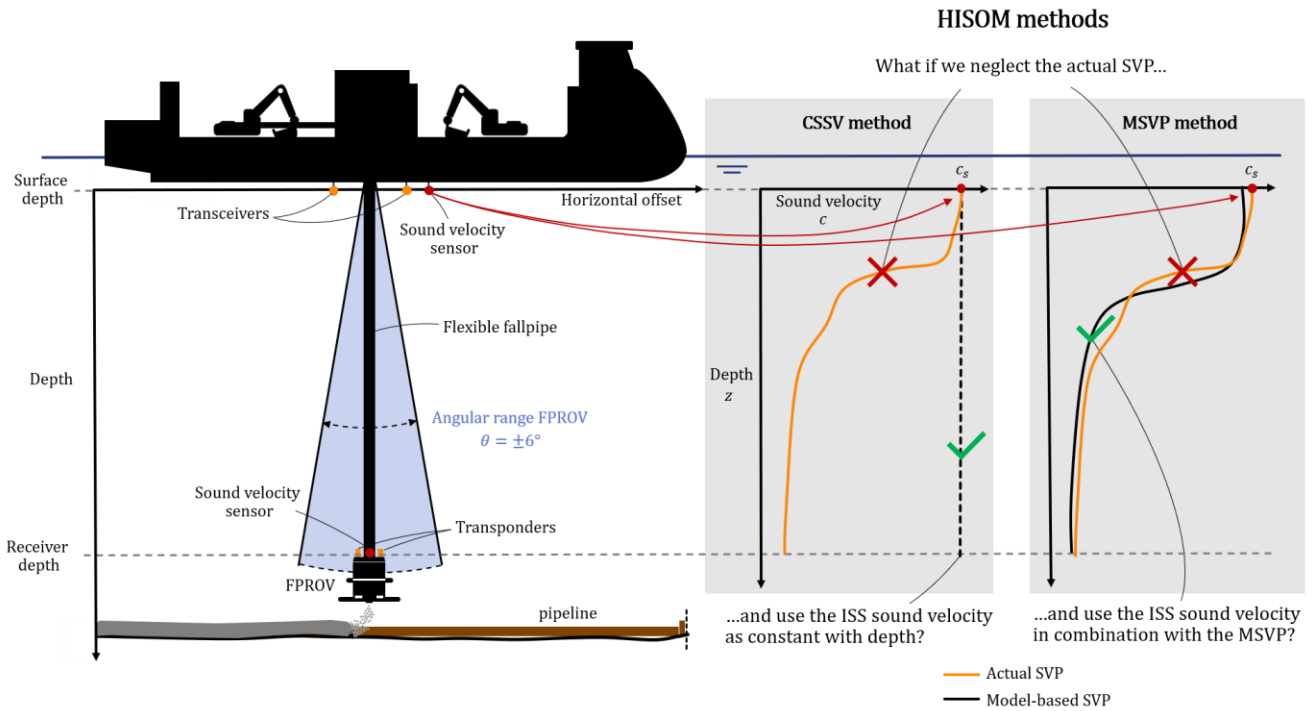 HISOM methods
What if we neglect the actual SVP...
CSSV method
MSVP method
Surface
depth
Transceivers
Sound velocity
sensor
Horizontal offset
Sound velocity
c
c_s
c_s
Flexible fallpipe
Depth
Depth
z
Angular range FPROV
θ = ±6°
Sound velocity
sensor
Transponders
Receiver
depth
FPROV
pipeline
...and use the ISS sound velocity
as constant with depth?
...and use the ISS sound velocity
in combination with the MSVP?
Actual SVP
Model-based SVP